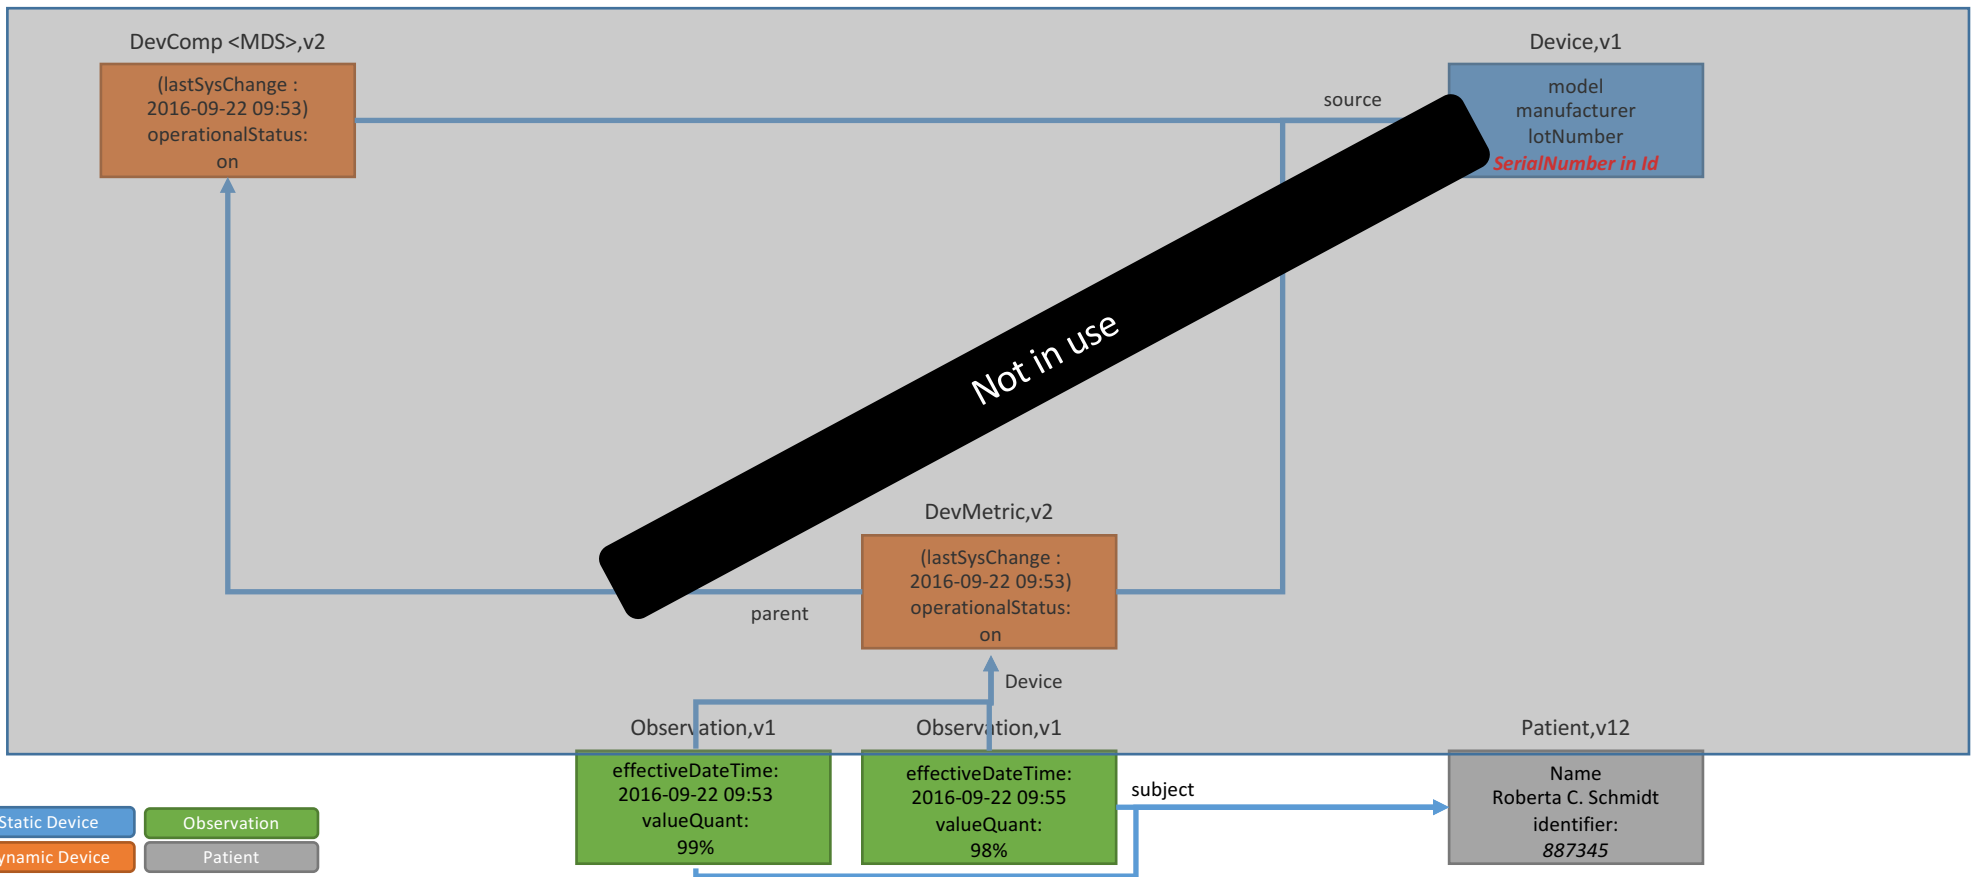 DevComp <MDS>,v2
(lastSysChange :
2016-09-22 09:53)
operationalStatus:
on
Device,v1
model
manufacturer
lotNumber
SerialNumber in Id
source
Not in use
DevMetric,v2
(lastSysChange :
2016-09-22 09:53)
operationalStatus:
on
parent
Device
Observation,v1
effectiveDateTime:
2016-09-22 09:53
valueQuant:
99%
Observation,v1
effectiveDateTime:
2016-09-22 09:55
valueQuant:
98%
subject
Patient,v12
Name
Roberta C. Schmidt
identifier:
887345
Static Device
Observation
ynamic Device
Patient